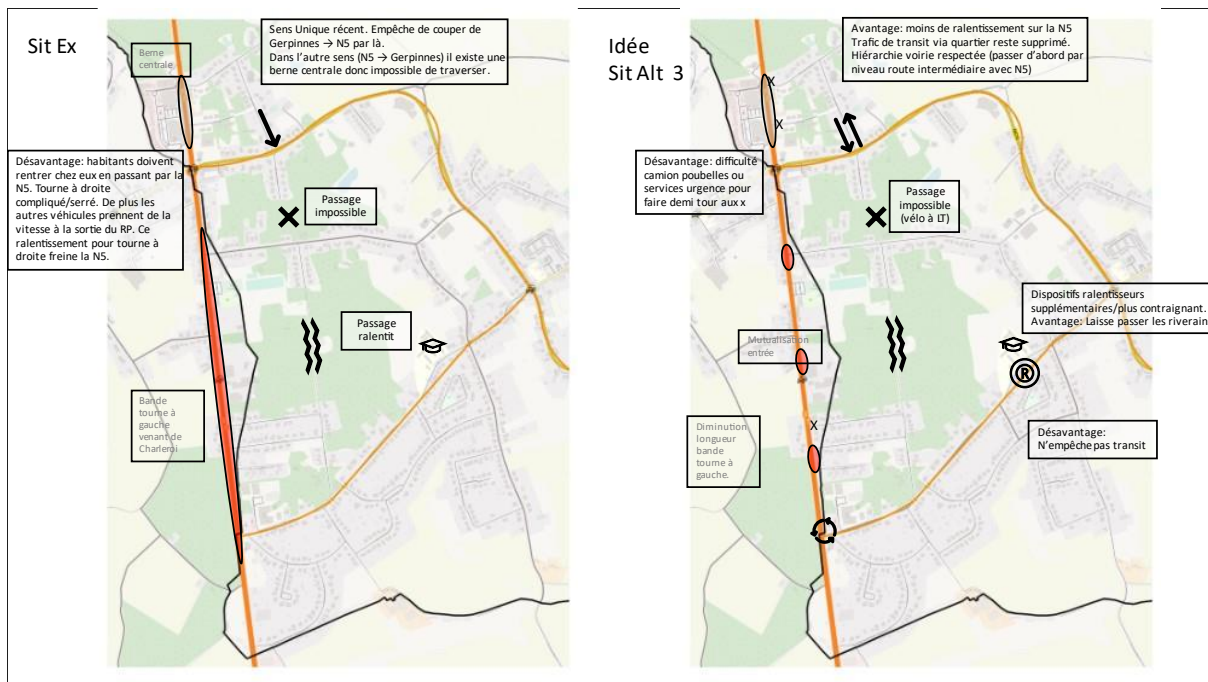 Sit Ex
Berne
centrale
Sens Unique récent. Empêche de couper de
Gerpinnes → N5 par là.
Dans l'autre sens (N5 → Gerpinnes) il existe une
berne centrale donc impossible de traverser.
Désavantage: habitants doivent
rentrer chez eux en passant par la
N5. Tourne à droite
compliqué/serré. De plus les
autres véhicules prennent de la
vitesse à la sortie du RP. Ce
ralentissement pour tourne à
droite freine la N5.
Passage
impossible
Passage
ralentit
Bande
tourne à
gauche
venant de
Charleroi
Idée
Sit Alt 3
Avantage: moins de ralentissement sur la N5
Trafic de transit via quartier reste supprimé.
Hiérarchie voirie respectée (passer d'abord par
niveau route intermédiaire avec N5)
X
X
Désavantage: difficulté
camion poubelles ou
services urgence pour
faire demi tour aux x
Passage
impossible
(vélo à LT)
Dispositifs ralentisseurs
supplémentaires/plus contraignant.
Avantage: Laisse passer les riverain
Mutualisation
entrée
R
X
Diminution
longueur
bande
tourne à
gauche.
Désavantage:
N'empêche pas transit